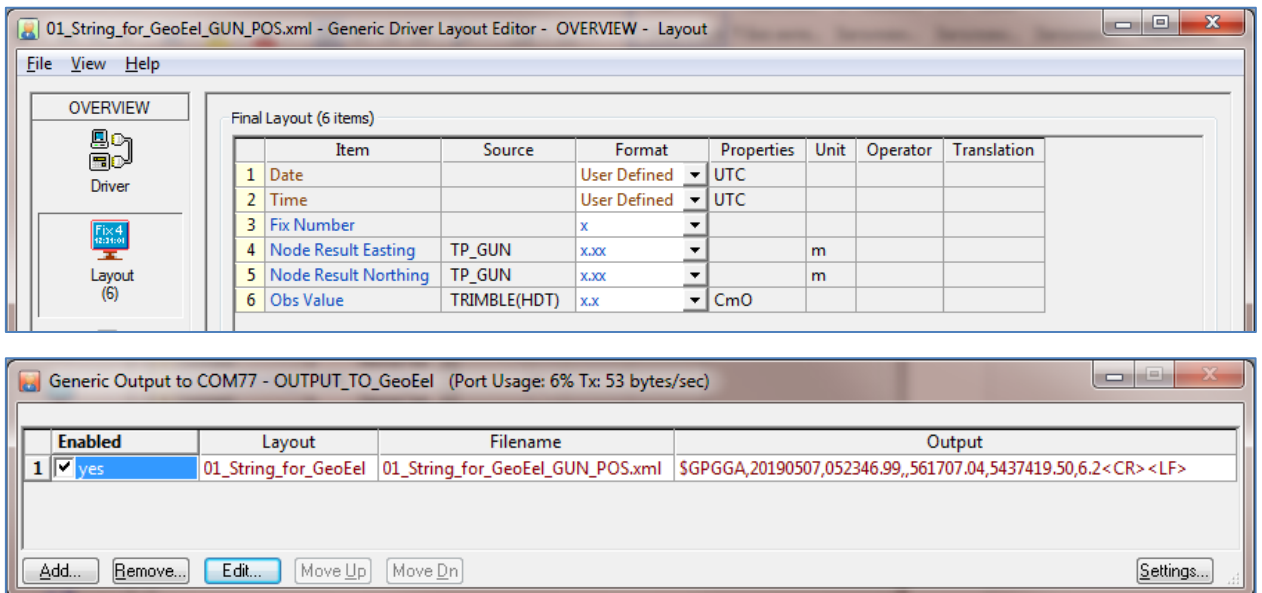 01_String_for_GeoEel_GUN_POS.xml - Generic Driver Layout Editor - OVERVIEW - Layout
File View Help
OVERVIEW
Driver
Layout
(6)
Final Layout (6 items)
Item Source Format Properties Unit Operator Translation
1 Date User Defined UTC
2 Time User Defined UTC
3 Fix Number x
4 Node Result Easting TP_GUN x.xx m
5 Node Result Northing TP_GUN x.xx m
6 Obs Value TRIMBLE(HDT) x.x CmO
Generic Output to COM77 - OUTPUT_TO_GeoEel (Port Usage: 6% Tx: 53 bytes/sec)
Enabled Layout Filename Output
1 yes 01_String_for_GeoEel 01_String_for_GeoEel_GUN_POS.xml $GPGGA,20190507,052346.99,,561707.04,5437419.50,6.2<CR><LF>
Add... Remove... Edit... Move Up Move Dn Settings...